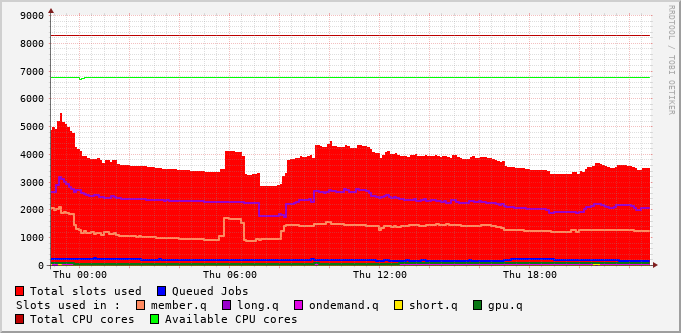 9000
8000
7000
6000
5000
4000
3000
2000
1000
0
Thu 00:00 Thu 06:00 Thu 12:00 Thu 18:00
RRDTOOL / TOBI OETIKER
Total slots used Queued Jobs
Slots used in : member.q long.q ondemand.q short.q gpu.q
Total CPU cores Available CPU cores